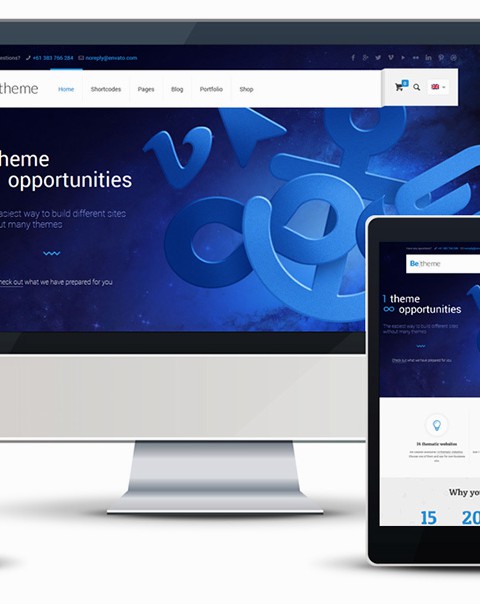 estions? +61 383 766 284 noreply@envato.com
theme Home Shortcodes Pages Blog Portfolio Shop
heme
opportunities
easiest way to build different sites
ut many themes
check out what we have prepared for you
Be theme
1 theme
∞ opportunities
The easiest way to build different sites
without many themes
Check out what we have prepared for you
Why you
15 20